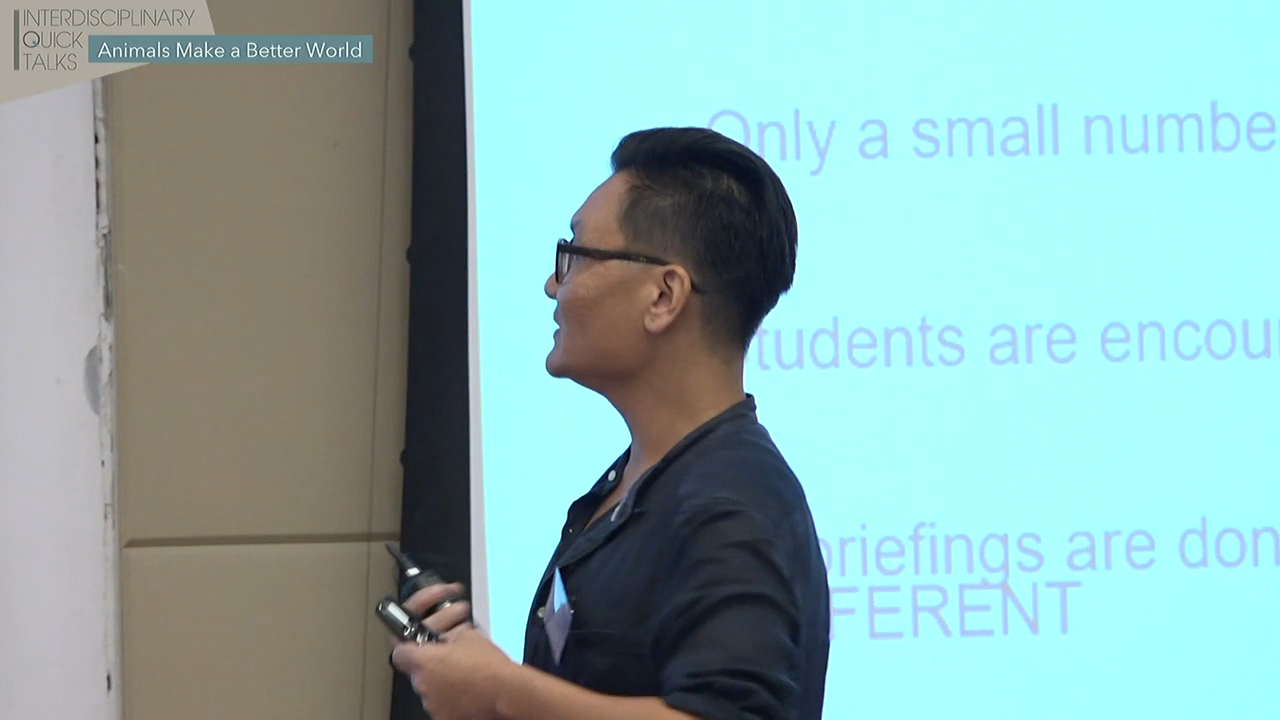 INTERDISCIPLINARY
QUICK
TALKS
Animals Make a Better World
Only a small numbe
tudents are encou
briefings are don
FERENT